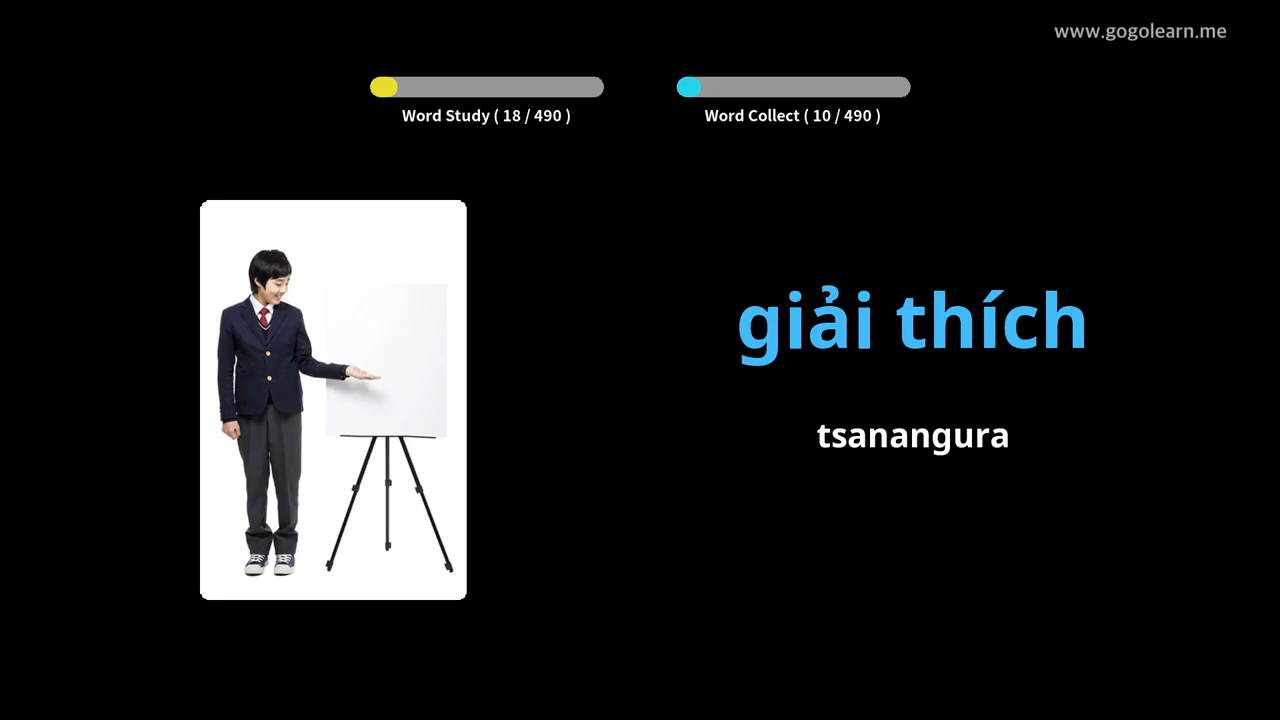 www.gogolearn.me
Word Study ( 18 / 490 )
Word Collect ( 10 / 490 )
giải thích
tsanangura